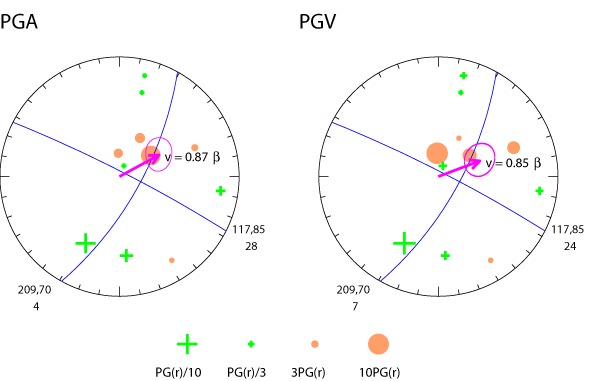 PGA
PGV
v = 0.87 β
v = 0.85 β
117,85
28
117,85
24
209,70
4
209,70
7
PG(r)/10
PG(r)/3
3PG(r)
10PG(r)